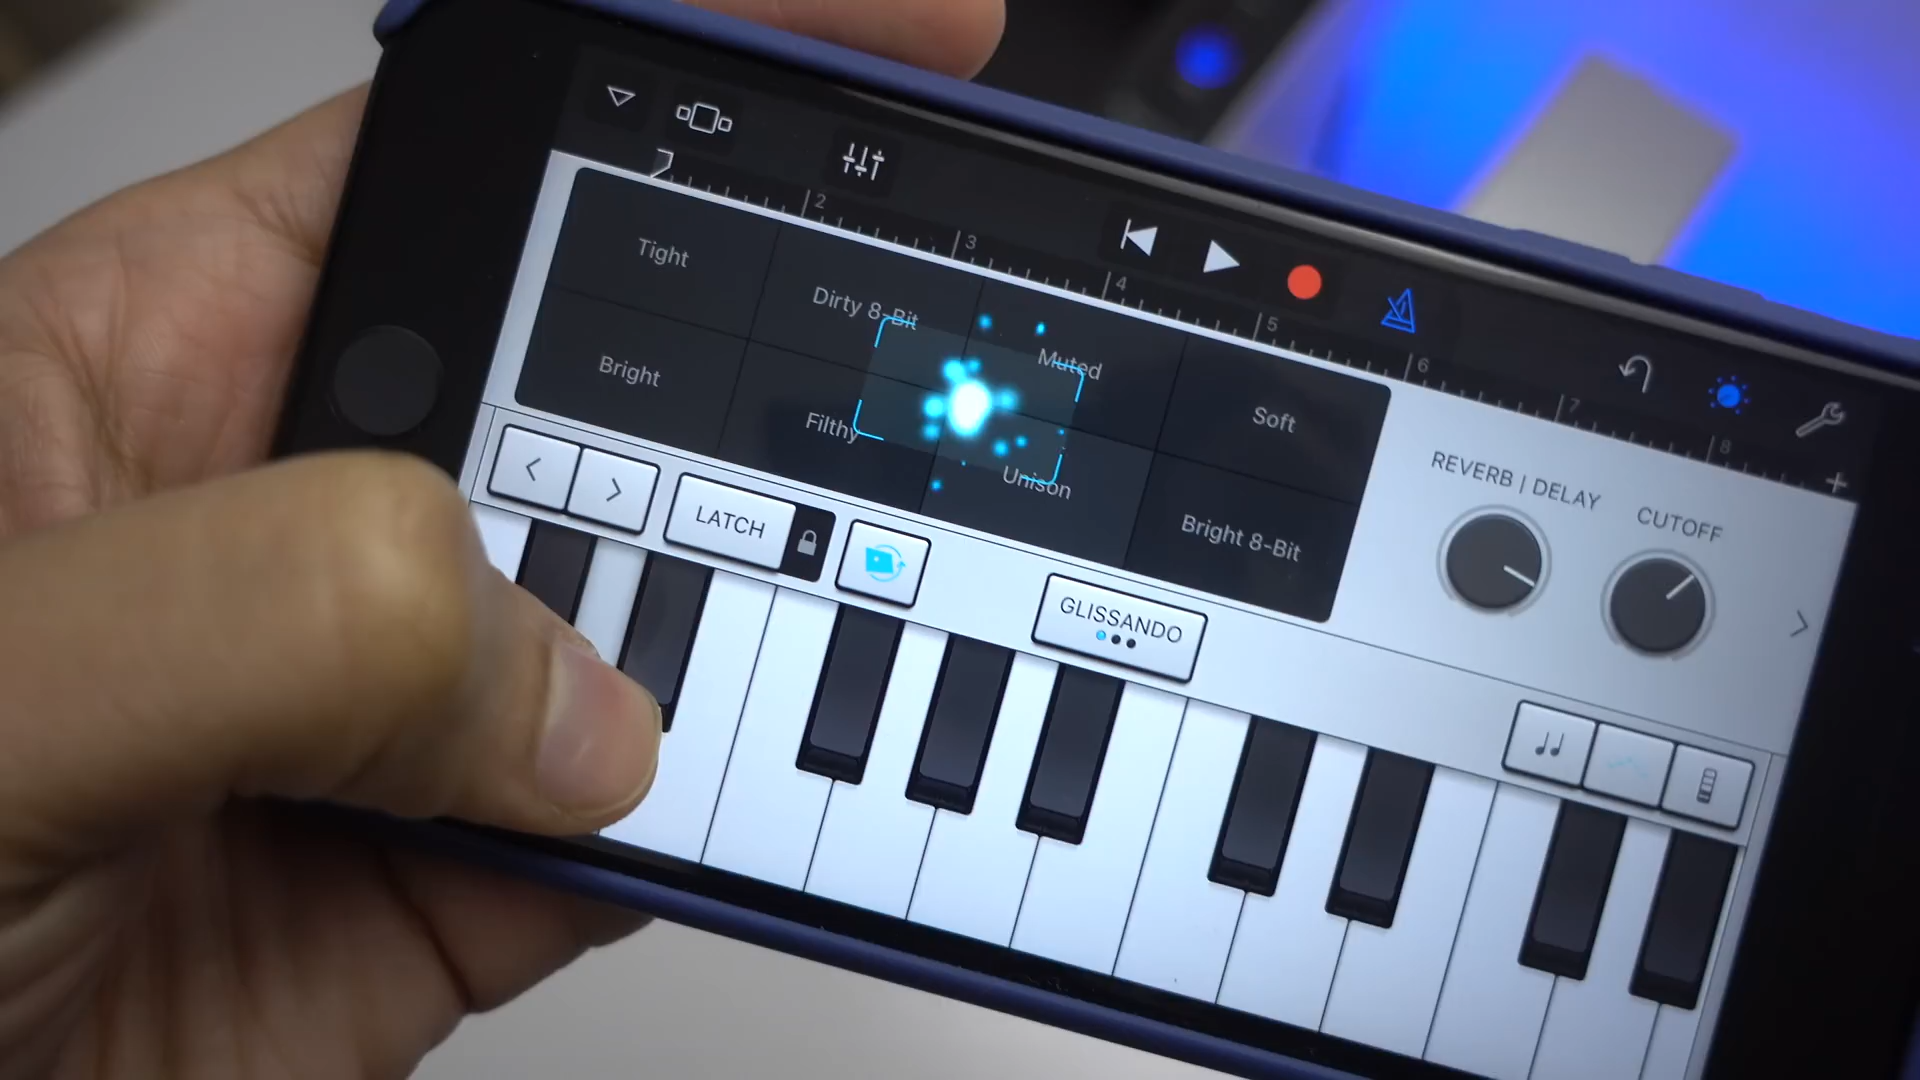 2
3
4
5
6
7
8
Tight
Dirty 8-Bit
Muted
Soft
Bright
Filthy
Unison
Bright 8-Bit
REVERB | DELAY
CUTOFF
LATCH
GLISSANDO